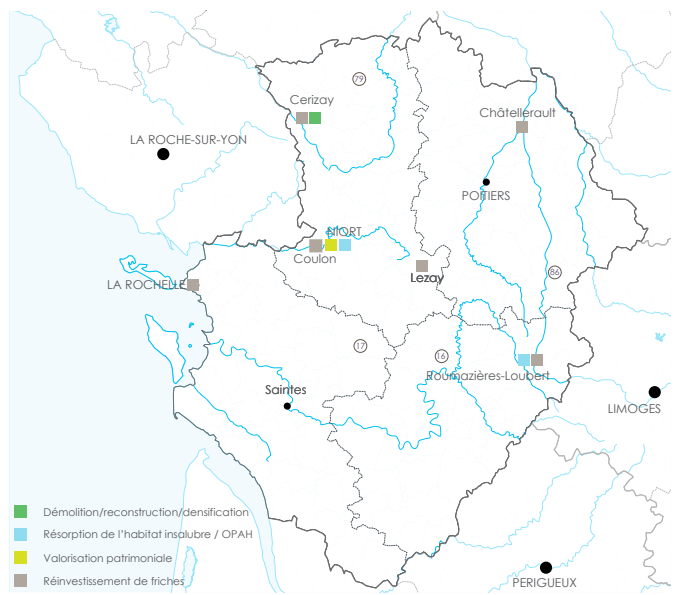 79
Cerizay
Châtellerault
LA ROCHE-SUR-YON
POITIERS
NIORT
Coulon
Lezay
86
LA ROCHELLE
17
16
Roumazières-Loubert
Saintes
LIMOGES
Démolition/reconstruction/densification
Résorption de l'habitat insalubre / OPAH
Valorisation patrimoniale
Réinvestissement de friches
PERIGUEUX